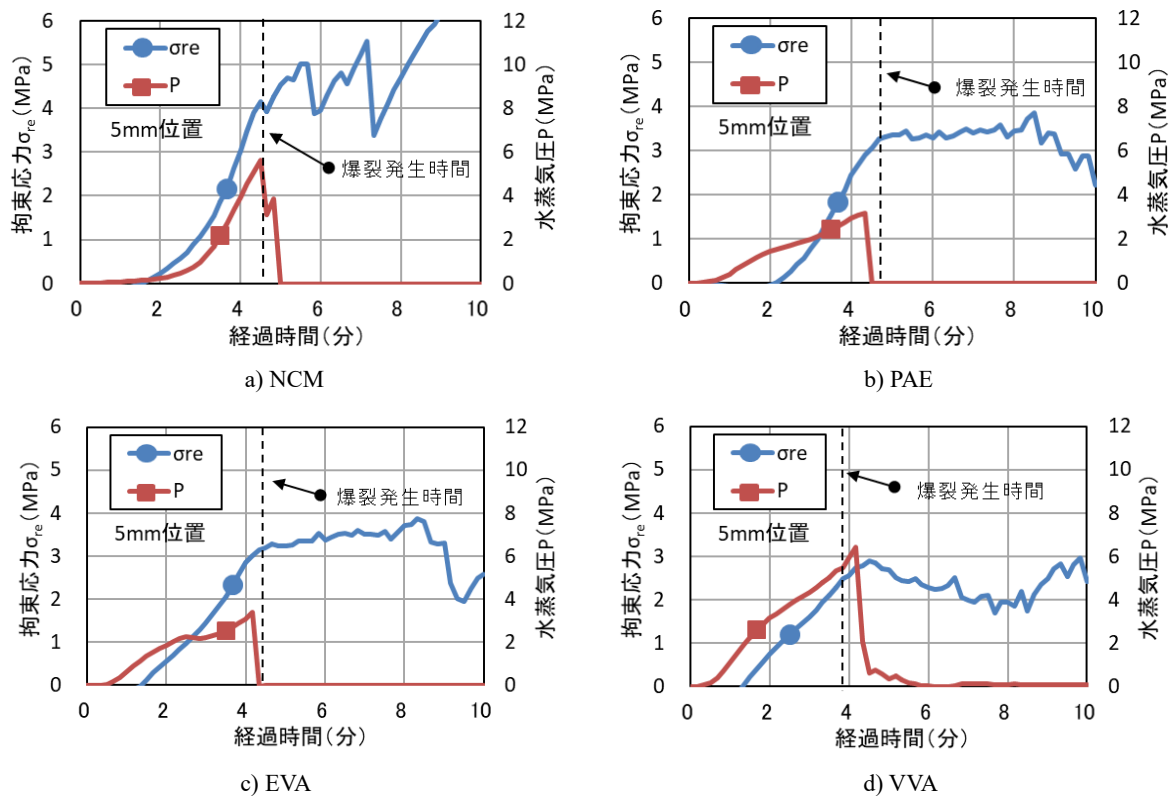 6
5
4
3
2
1
0
拘束応力σre(MPa)
σre
P
5mm位置
爆裂発生時間
12
10
8
6
4
2
0
水蒸気圧P(MPa)
0 2 4 6 8 10
経過時間(分)
a) NCM
6
5
4
3
2
1
0
拘束応力σre(MPa)
σre
P
5mm位置
爆裂発生時間
12
10
8
6
4
2
0
水蒸気圧P(MPa)
0 2 4 6 8 10
経過時間(分)
b) PAE
6
5
4
3
2
1
0
拘束応力σre(MPa)
σre
P
5mm位置
爆裂発生時間
12
10
8
6
4
2
0
水蒸気圧P(MPa)
0 2 4 6 8 10
経過時間(分)
c) EVA
6
5
4
3
2
1
0
拘束応力σre(MPa)
σre
P
5mm位置
爆裂発生時間
12
10
8
6
4
2
0
水蒸気圧P(MPa)
0 2 4 6 8 10
経過時間(分)
d) VVA